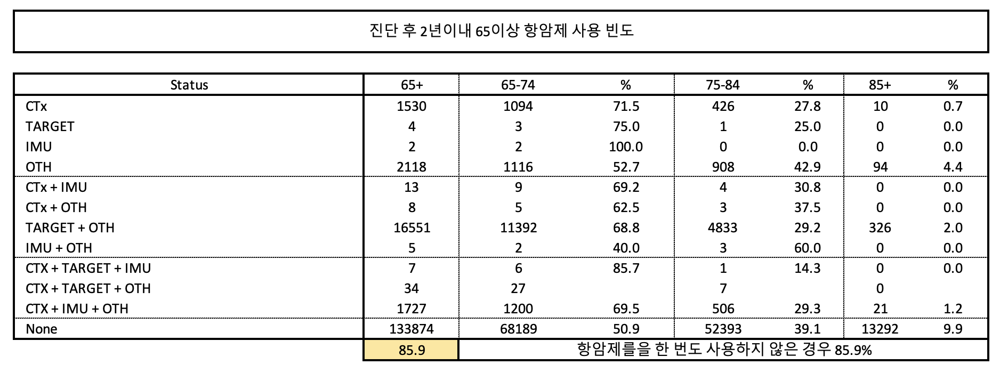 진단 후 2년이내 65이상 항암제 사용 빈도
Status 65+ 65-74 % 75-84 % 85+ %
CTx 1530 1094 71.5 426 27.8 10 0.7
TARGET 4 3 75.0 1 25.0 0 0.0
IMU 2 2 100.0 0 0.0 0 0.0
OTH 2118 1116 52.7 908 42.9 94 4.4
CTx + IMU 13 9 69.2 4 30.8 0 0.0
CTx + OTH 8 5 62.5 3 37.5 0 0.0
TARGET + OTH 16551 11392 68.8 4833 29.2 326 2.0
IMU + OTH 5 2 40.0 3 60.0 0 0.0
CTX + TARGET + IMU 7 6 85.7 1 14.3 0 0.0
CTX + TARGET + OTH 34 27 7 0
CTX + IMU + OTH 1727 1200 69.5 506 29.3 21 1.2
None 133874 68189 50.9 52393 39.1 13292 9.9
85.9 항암제를을 한 번도 사용하지 않은 경우 85.9%